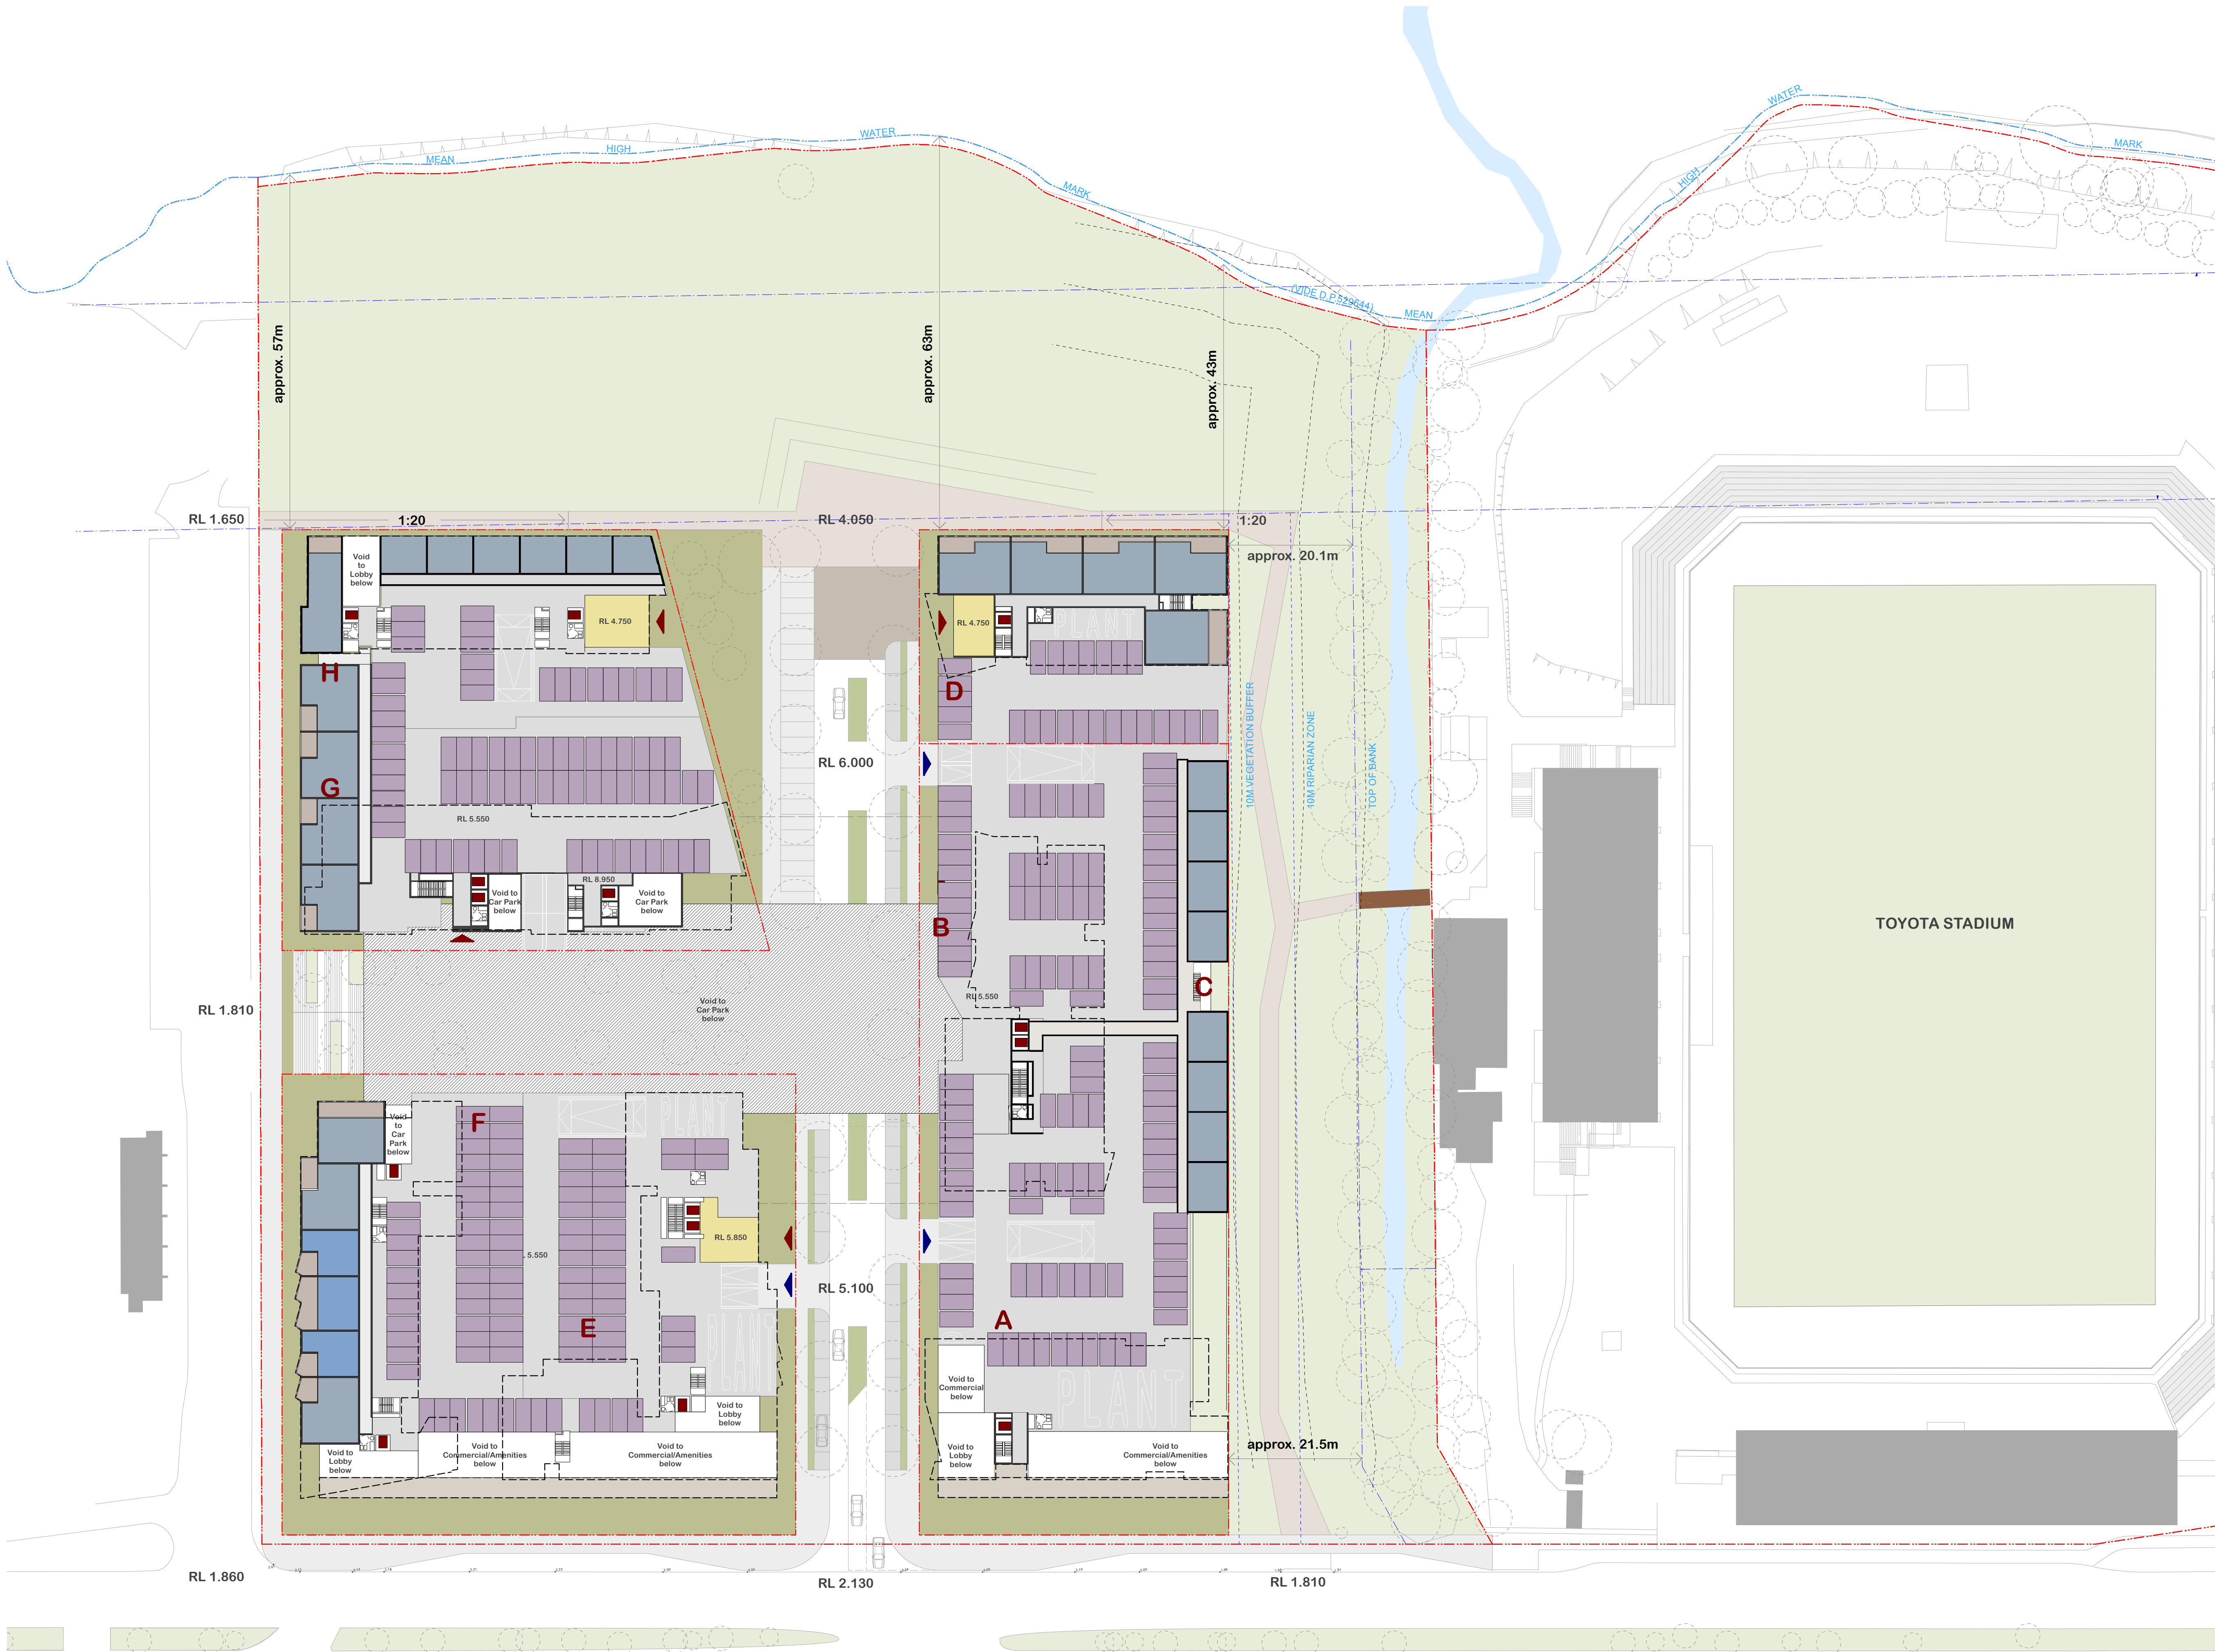 WATER
WATER
HIGH
MEAN
MARK
MARK
HIGH
(VIDE D.P.529644)
MEAN
approx. 57m
approx. 63m
approx. 43m
RL 1.650
1:20
RL 4.050
1:20
approx. 20.1m
Void
to
Lobby
below
RL 4.750
RL 4.750
PLANT
H
D
10M VEGETATION BUFFER
10M RIPARIAN ZONE
TOP OF BANK
RL 6.000
G
RL 5.550
RL 8.950
Void to
Car Park
below
Void to
Car Park
below
B
TOYOTA STADIUM
C
RL 5.550
RL 1.810
Void to
Car Park
below
F
PLANT
Void
to
Car
Park
below
RL 5.850
5.550
RL 5.100
E
A
PLANT
PLANT
PLANT
Void to
Commercial
below
Void to
Lobby
below
Void to
Lobby
below
Void to
Commercial/Amenities
below
Void to
Commercial/Amenities
below
Void to
Lobby
below
Void to
Commercial/Amenities
below
approx. 21.5m
RL 1.860
RL 2.130
RL 1.810